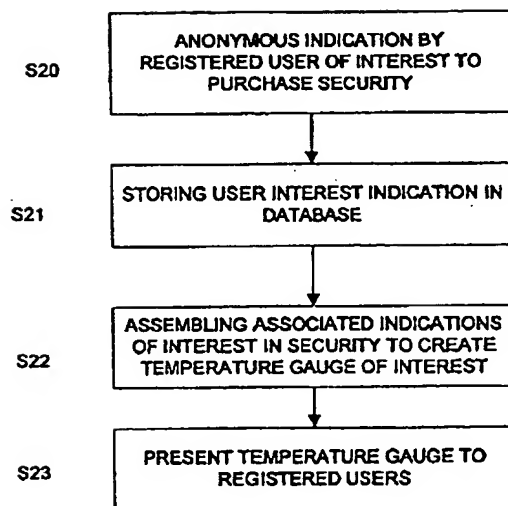 S20
ANONYMOUS INDICATION BY
REGISTERED USER OF INTEREST TO
PURCHASE SECURITY
S21
STORING USER INTEREST INDICATION IN
DATABASE
S22
ASSEMBLING ASSOCIATED INDICATIONS
OF INTEREST IN SECURITY TO CREATE
TEMPERATURE GAUGE OF INTEREST
S23
PRESENT TEMPERATURE GAUGE TO
REGISTERED USERS